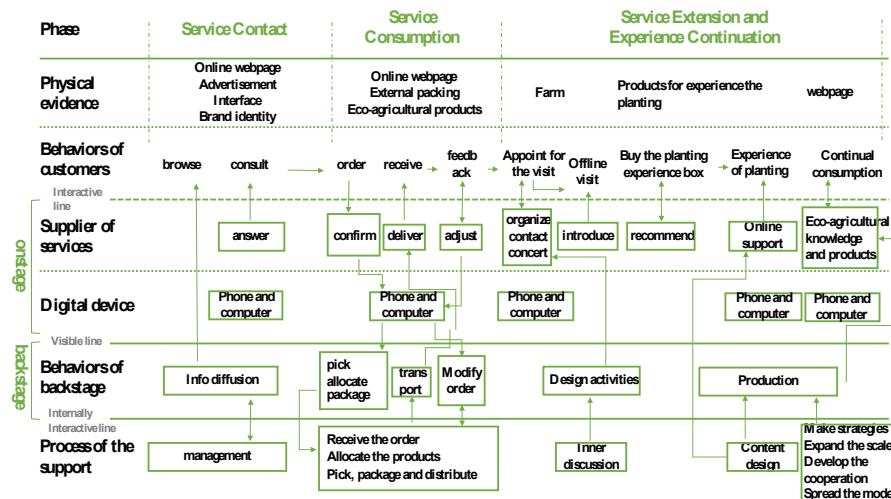 Phase
Service Contact
Service
Consumption
Service Extension and
Experience Continuation
Physical
evidence
Online webpage
Advertisement
Interface
Brand identity
Online webpage
External packing
Eco-agricultural products
Farm
Products for experience the
planting
webpage
Behaviors of
customers
browse
consult
order
receive
feedb
ack
Appoint for
the visit
Offline
visit
Buy the planting
experience box
Experience
of planting
Continual
consumption
Interactive
line
onstage
Supplier of
services
answer
confirm
deliver
adjust
organize
contact
concert
introduce
recommend
Online
support
Eco-agricultural
knowledge
and products
Digital device
Phone and
computer
Phone and
computer
Phone and
computer
Phone and
computer
Phone and
computer
Visible line
backstage
Behaviors of
backstage
Info diffusion
pick
allocate
package
trans
port
Modify
order
Design activities
Production
Internally
Interactive line
Process of the
support
management
Receive the order
Allocate the products
Pick, package and distribute
Inner
discussion
Content
design
Make strategies
Expand the scale
Develop the
cooperation
Spread the mode